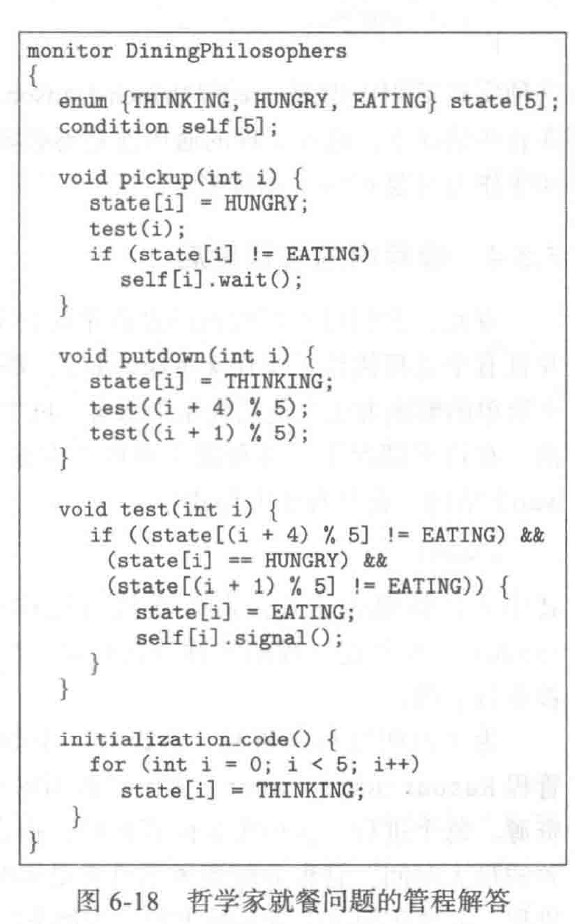 monitor DiningPhilosophers
{
enum {THINKING, HUNGRY, EATING} state[5];
condition self[5];
void pickup(int i) {
state[i] = HUNGRY;
test(i);
if (state[i] != EATING)
self[i].wait();
}
void putdown(int i) {
state[i] = THINKING;
test((i + 4) % 5);
test((i + 1) % 5);
}
void test(int i) {
if ((state[(i + 4) % 5] != EATING) &&
(state[i] == HUNGRY) &&
(state[(i + 1) % 5] != EATING)) {
state[i] = EATING;
self[i].signal();
}
}
initialization_code() {
for (int i = 0; i < 5; i++)
state[i] = THINKING;
}
}
图 6-18 哲学家就餐问题的管程解答